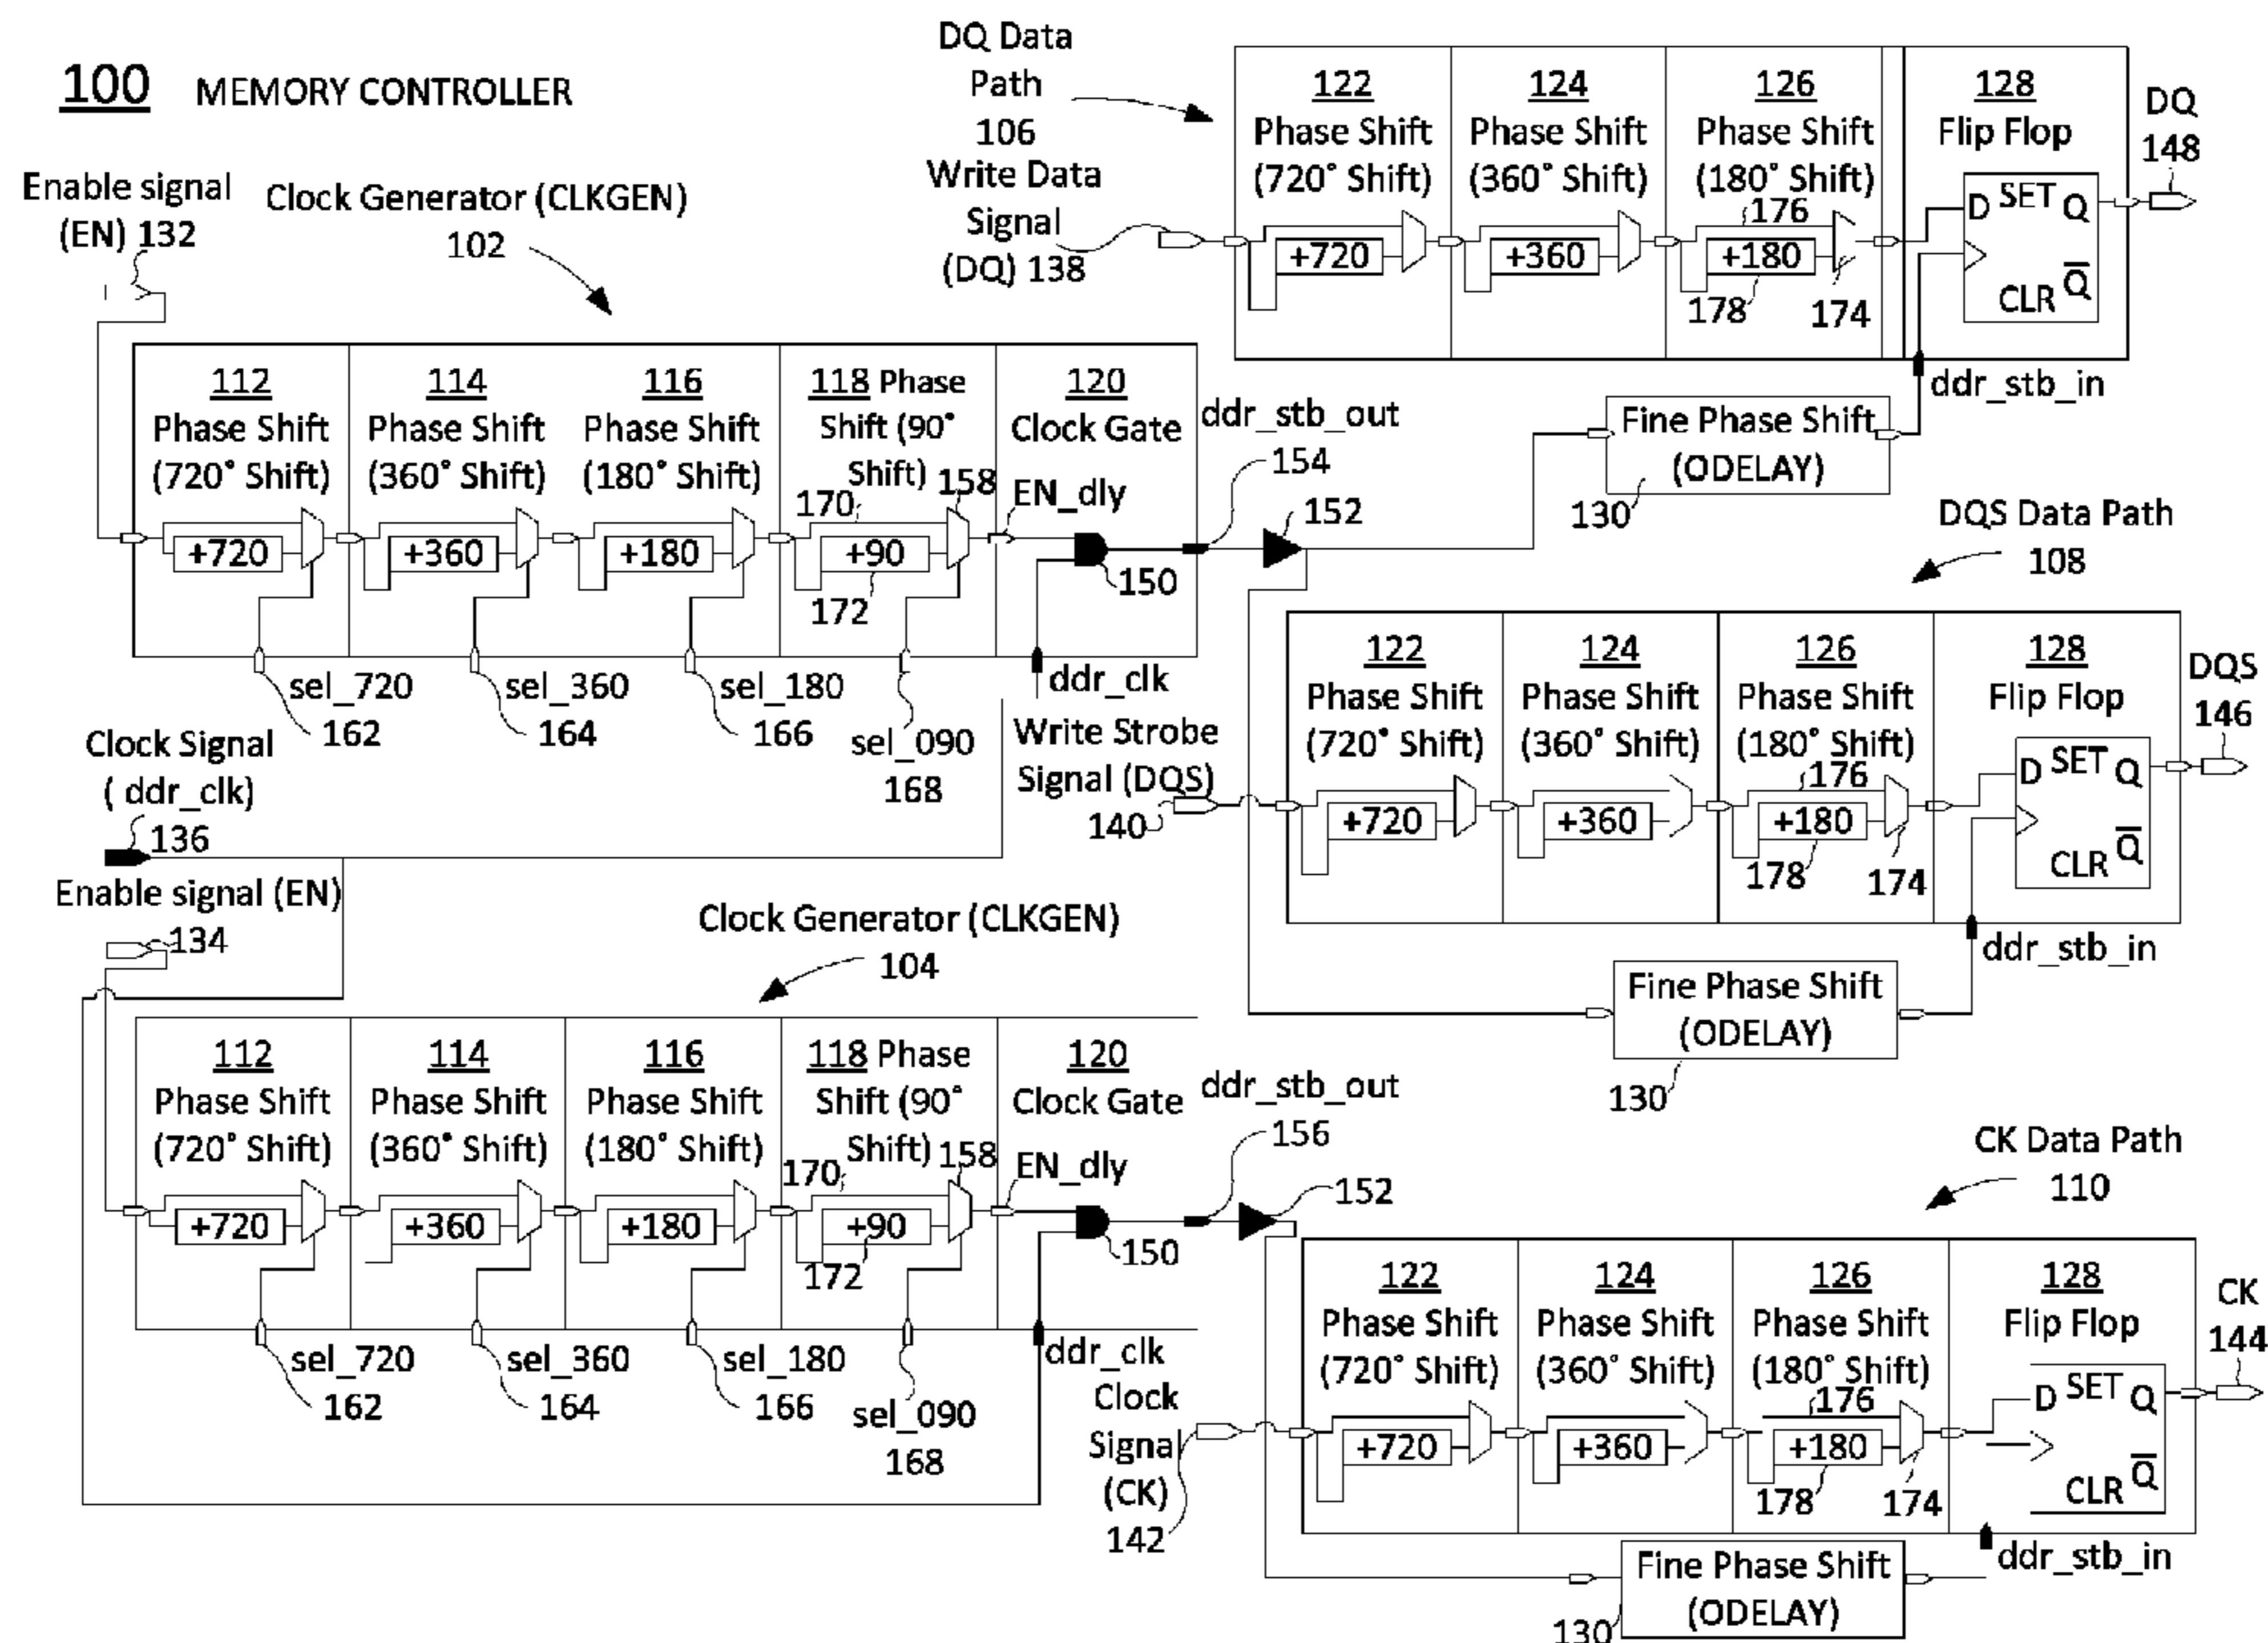 100 MEMORY CONTROLLER
Enable signal
(EN) 132
Clock Generator (CLKGEN)
102
112
Phase Shift
(720° Shift)
+720
114
Phase Shift
(360° Shift)
+360
116
Phase Shift
(180° Shift)
+180
118 Phase
Shift (90°
Shift)
158
170
+90
172
120
Clock Gate
EN_dly
150
ddr_stb_out
154
152
sel_720
162
sel_360
164
sel_180
166
sel_090
168
ddr_clk
Clock Signal
( ddr_clk)
136
DQ Data
Path
106
Write Data
Signal
(DQ) 138
122
Phase Shift
(720° Shift)
+720
124
Phase Shift
(360° Shift)
+360
126
Phase Shift
(180° Shift)
176
+180
178
174
128
Flip Flop
D SET Q
CLR Q̅
DQ
148
ddr_stb_in
Fine Phase Shift
(ODELAY)
130
DQS Data Path
108
Write Strobe
Signal (DQS)
140
122
Phase Shift
(720° Shift)
+720
124
Phase Shift
(360° Shift)
+360
126
Phase Shift
(180° Shift)
176
+180
178
174
128
Flip Flop
D SET Q
CLR Q̅
DQS
146
ddr_stb_in
Fine Phase Shift
(ODELAY)
130
Enable signal (EN)
134
Clock Generator (CLKGEN)
104
112
Phase Shift
(720° Shift)
+720
114
Phase Shift
(360° Shift)
+360
116
Phase Shift
(180° Shift)
+180
118 Phase
Shift (90°
Shift)
158
170
+90
172
120
Clock Gate
EN_dly
150
ddr_stb_out
156
152
sel_720
162
sel_360
164
sel_180
166
sel_090
168
ddr_clk
CK Data Path
110
Clock
Signal
(CK)
142
122
Phase Shift
(720° Shift)
+720
124
Phase Shift
(360° Shift)
+360
126
Phase Shift
(180° Shift)
176
+180
178
174
128
Flip Flop
D SET Q
CLR Q̅
CK
144
ddr_stb_in
Fine Phase Shift
(ODELAY)
130